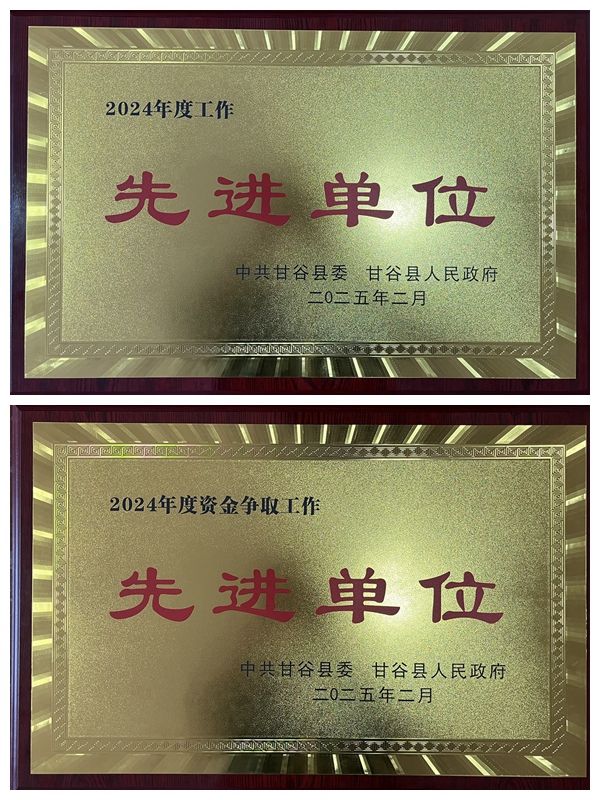 2024年度工作
先进单位
中共甘谷县委 甘谷县人民政府
二0二五年二月
2024年度资金争取工作
先进单位
中共甘谷县委 甘谷县人民政府
二0二五年二月